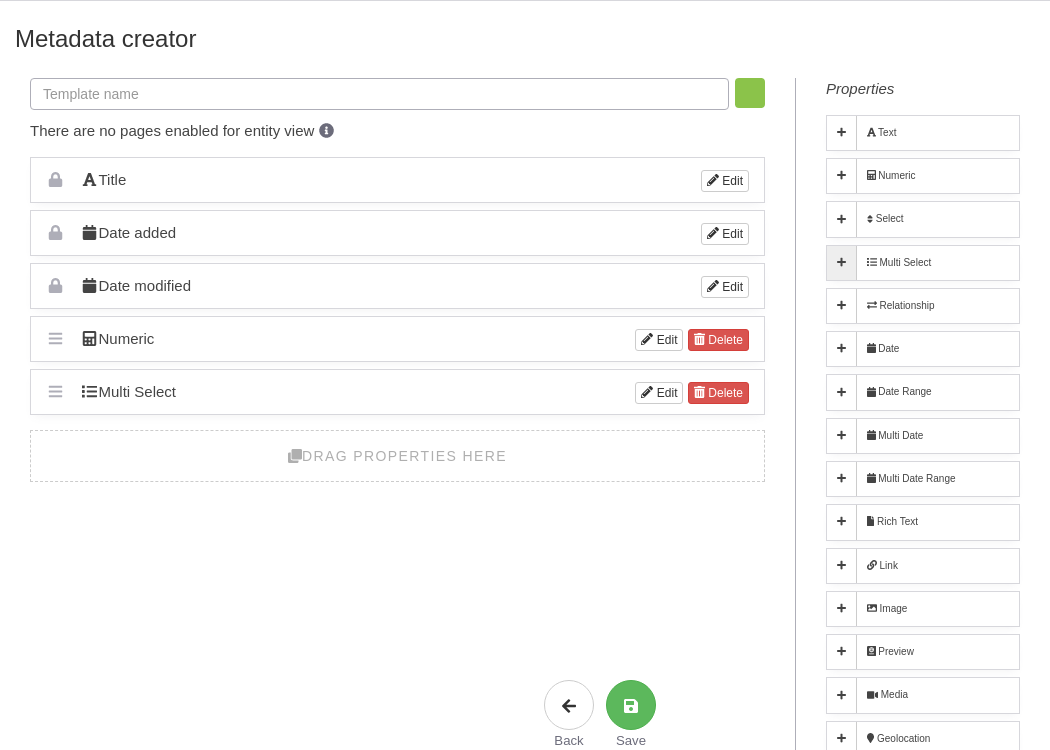 Metadata creator
Template name
There are no pages enabled for entity view
Title
Edit
Date added
Edit
Date modified
Edit
Numeric
Edit
Delete
Multi Select
Edit
Delete
DRAG PROPERTIES HERE
Back
Save
Properties
Text
Numeric
Select
Multi Select
Relationship
Date
Date Range
Multi Date
Multi Date Range
Rich Text
Link
Image
Preview
Media
Geolocation